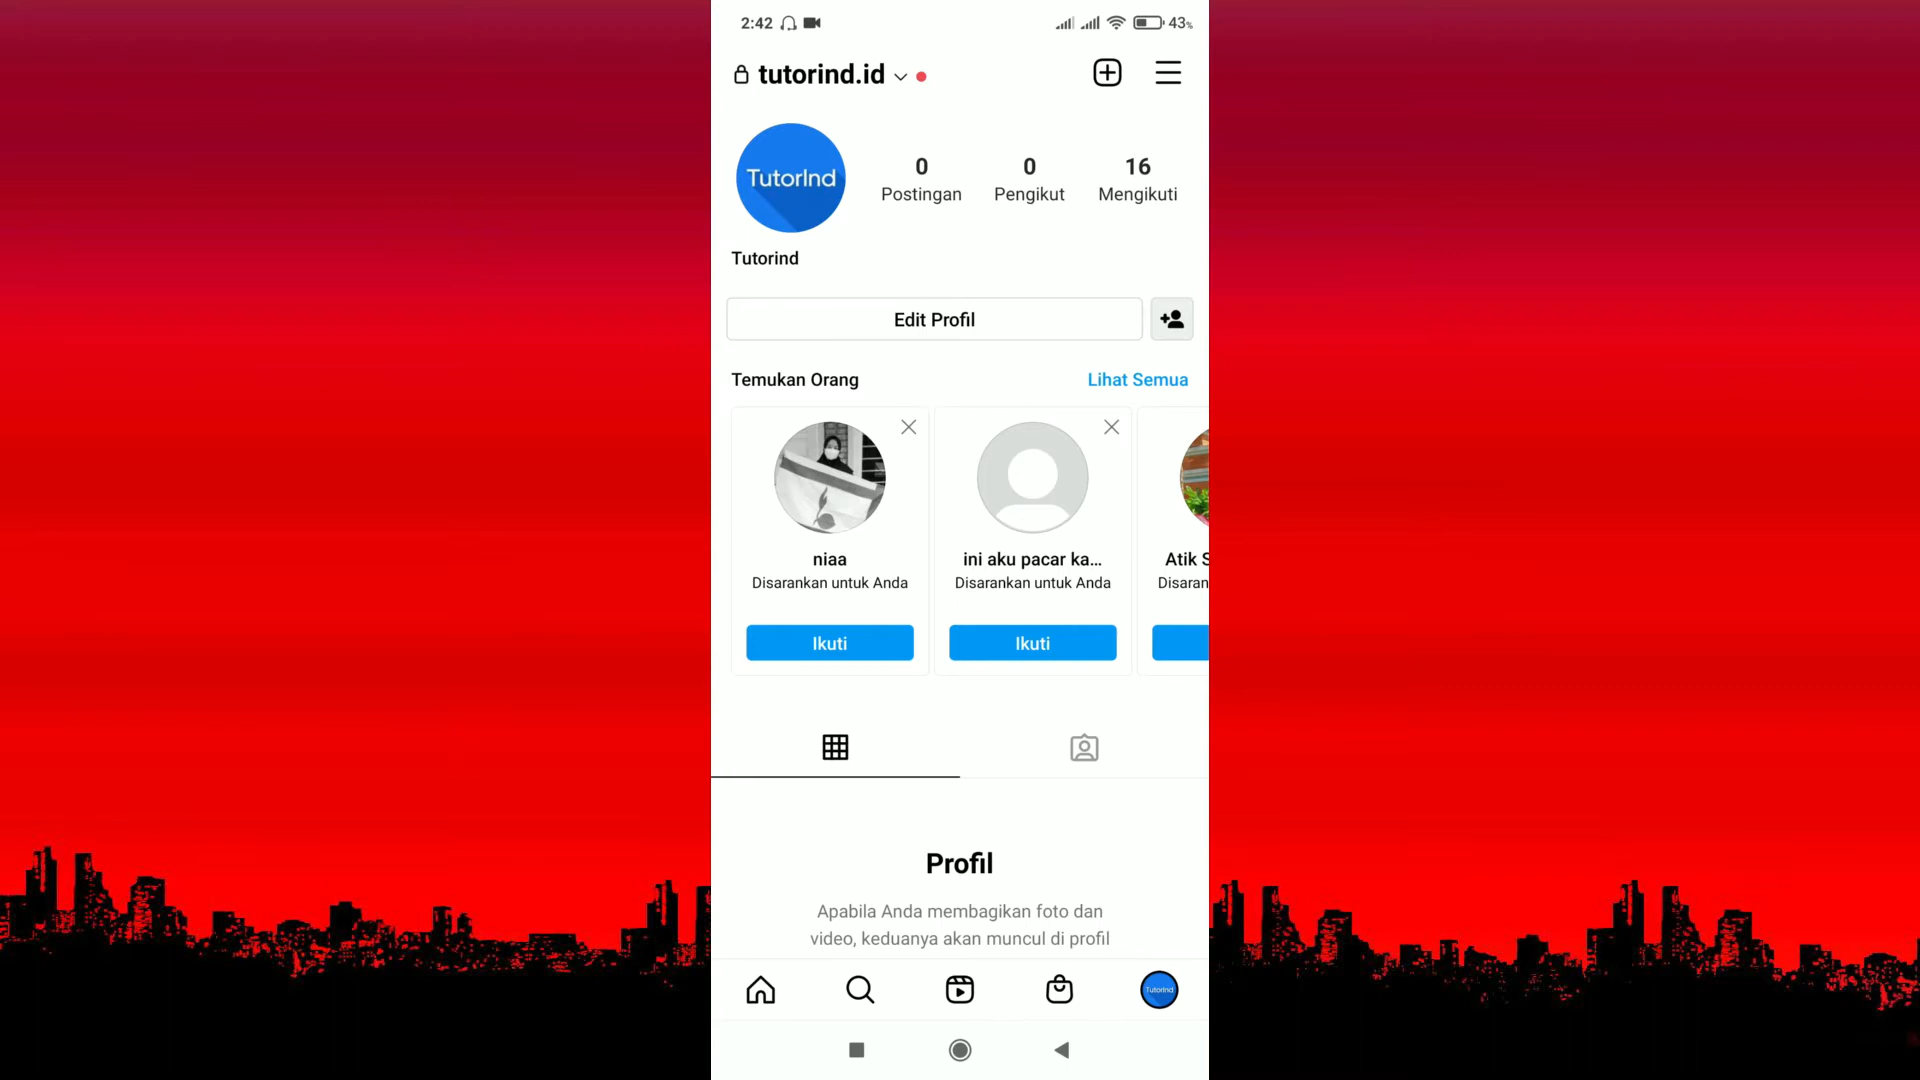 2:42
43%
tutorind.id
TutorInd
0
0
16
Postingan
Pengikut
Mengikuti
Tutorind
Edit Profil
Temukan Orang
Lihat Semua
niaa
ini aku pacar ka...
Atik S
Disarankan untuk Anda
Disarankan untuk Anda
Disaran
Ikuti
Ikuti
Profil
Apabila Anda membagikan foto dan
video, keduanya akan muncul di profil
TutorInd